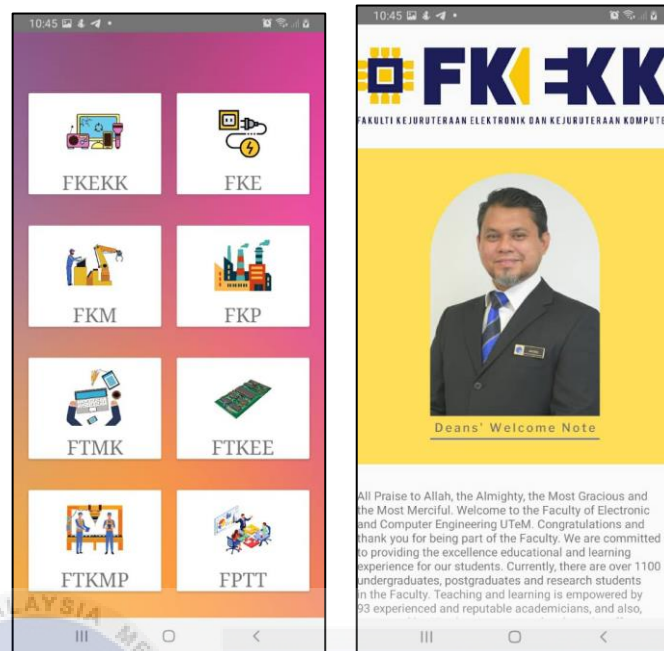 10:45
FKEKK
FKE
FKM
FKP
FTMK
FTKEE
FTKMP
FPTT
10:45
FKEKK
FAKULTI KEJURUTERAAN ELEKTRONIK DAN KEJURUTERAAN KOMPUTE
Deans' Welcome Note
All Praise to Allah, the Almighty, the Most Gracious and
the Most Merciful. Welcome to the Faculty of Electronic
and Computer Engineering UTeM. Congratulations and
thank you for being part of the Faculty. We are committed
to providing the excellence educational and learning
experience for our students. Currently, there are over 1100
undergraduates, postgraduates and research students
in the Faculty. Teaching and learning is empowered by
93 experienced and reputable academicians, and also,
LAYSIA